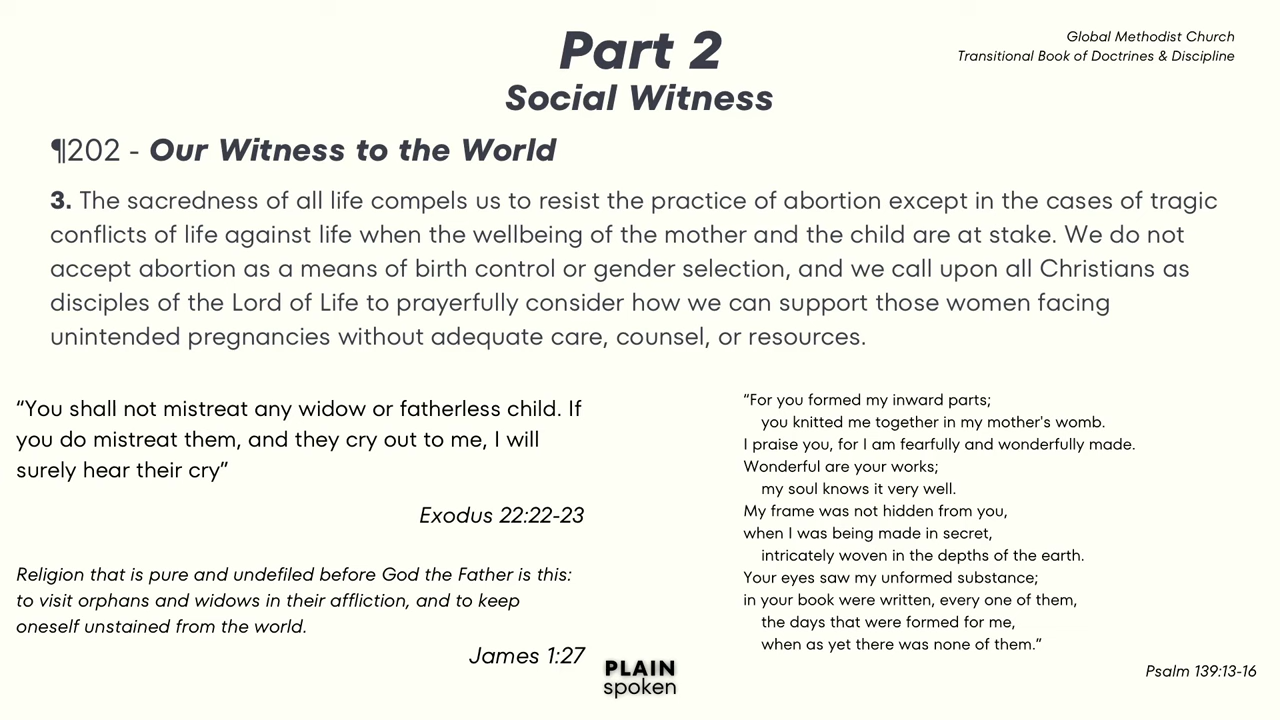 Part 2
Social Witness
Global Methodist Church
Transitional Book of Doctrines & Discipline
¶202 - Our Witness to the World
3. The sacredness of all life compels us to resist the practice of abortion except in the cases of tragic
conflicts of life against life when the wellbeing of the mother and the child are at stake. We do not
accept abortion as a means of birth control or gender selection, and we call upon all Christians as
disciples of the Lord of Life to prayerfully consider how we can support those women facing
unintended pregnancies without adequate care, counsel, or resources.
“You shall not mistreat any widow or fatherless child. If
you do mistreat them, and they cry out to me, I will
surely hear their cry”
Exodus 22:22-23
Religion that is pure and undefiled before God the Father is this:
to visit orphans and widows in their affliction, and to keep
oneself unstained from the world.
James 1:27
“For you formed my inward parts;
you knitted me together in my mother's womb.
I praise you, for I am fearfully and wonderfully made.
Wonderful are your works;
my soul knows it very well.
My frame was not hidden from you,
when I was being made in secret,
intricately woven in the depths of the earth.
Your eyes saw my unformed substance;
in your book were written, every one of them,
the days that were formed for me,
when as yet there was none of them.”
Psalm 139:13-16
PLAIN
spoken